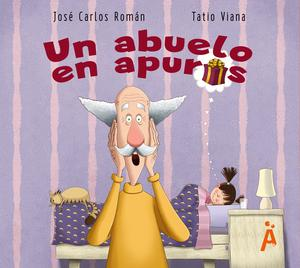 José Carlos Román Tatio Viana
Un abuelo
en apuros
Ä